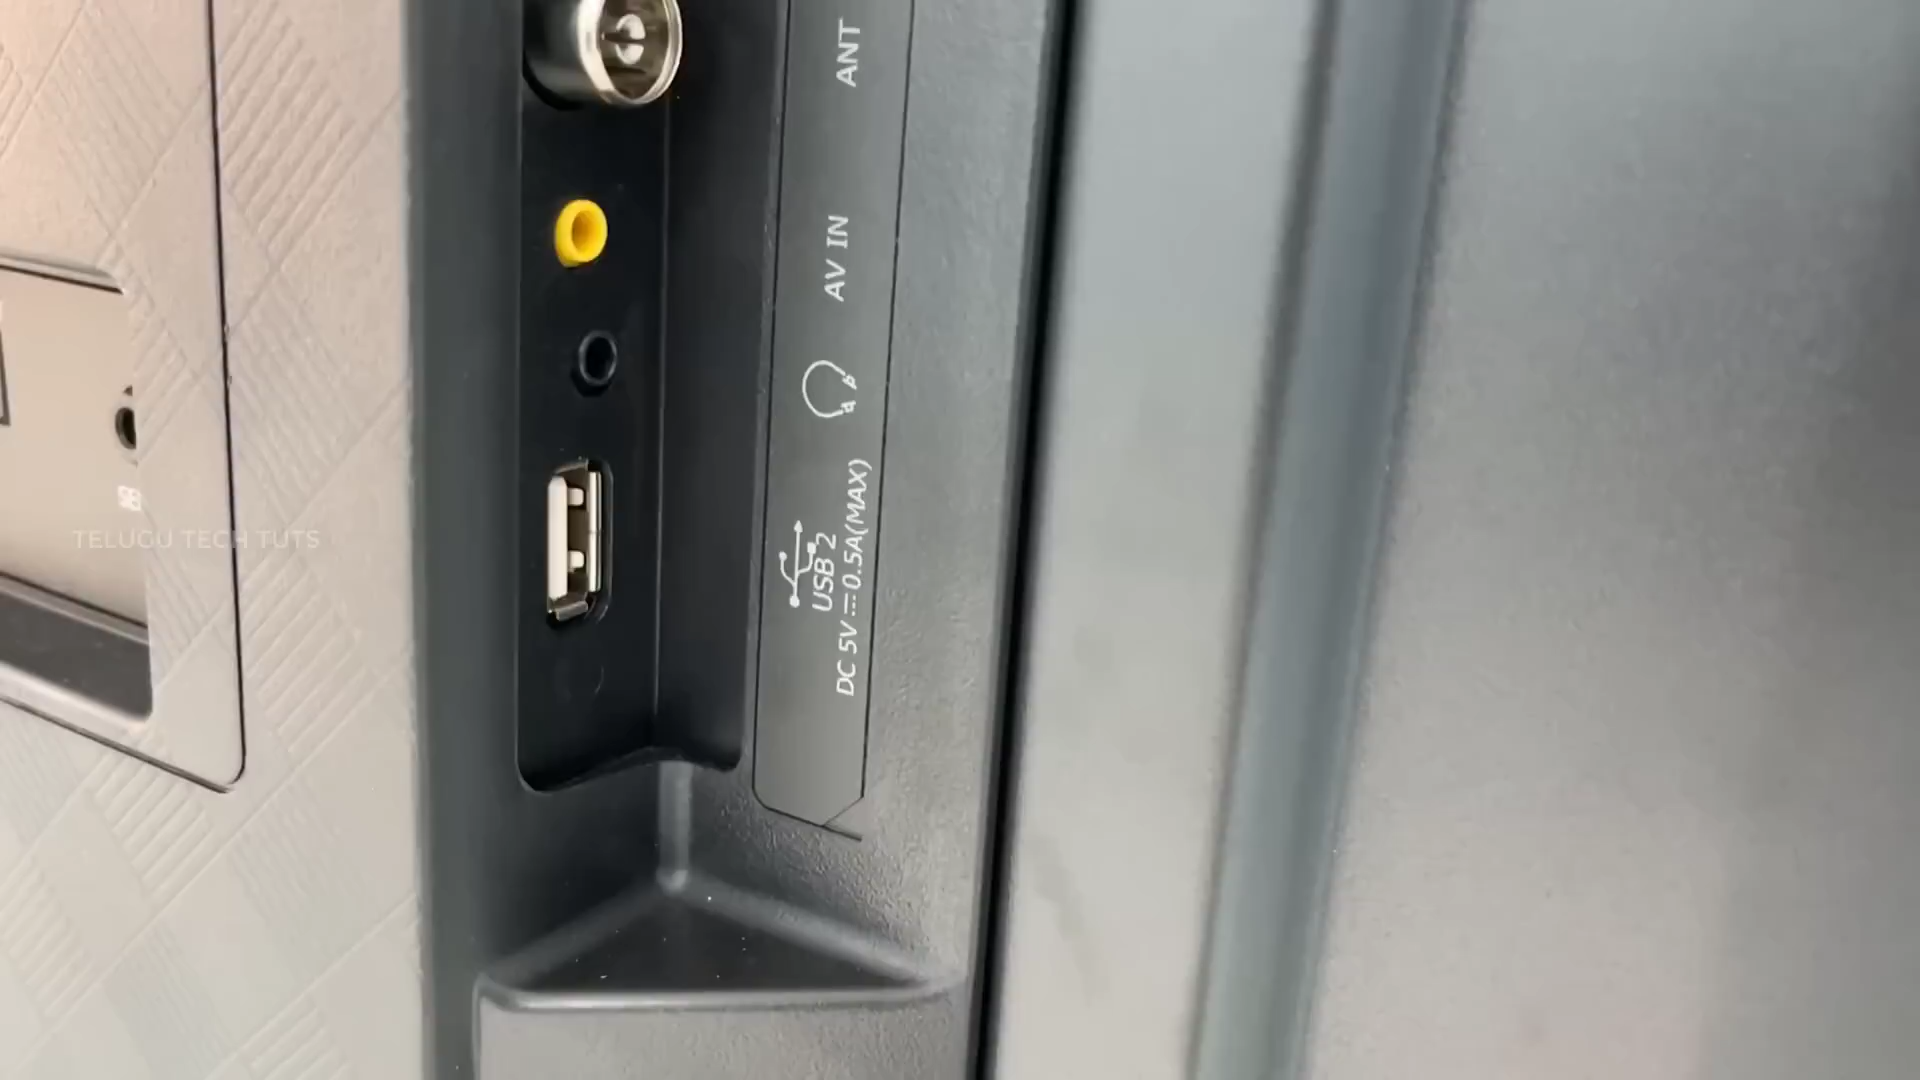 ANT
AV IN
USB 2
DC 5V ⎓ 0.5A(MAX)
TELUGU TECH TUTS